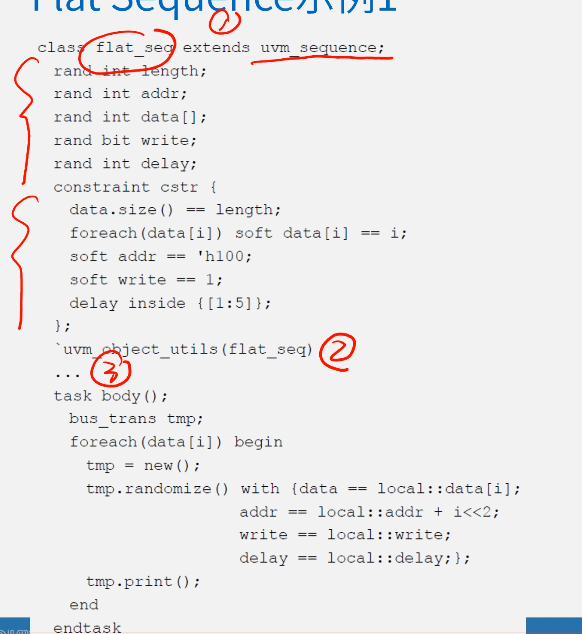 Flat Sequence示例1
①
class flat_seq extends uvm_sequence;
rand int length;
rand int addr;
rand int data[];
rand bit write;
rand int delay;
constraint cstr {
data.size() == length;
foreach(data[i]) soft data[i] == i;
soft addr == 'h100;
soft write == 1;
delay inside {[1:5]};
};
`uvm_object_utils(flat_seq) ②
... ③
task body();
bus_trans tmp;
foreach(data[i]) begin
tmp = new();
tmp.randomize() with {data == local::data[i];
addr == local::addr + i<<2;
write == local::write;
delay == local::delay;};
tmp.print();
end
endtask